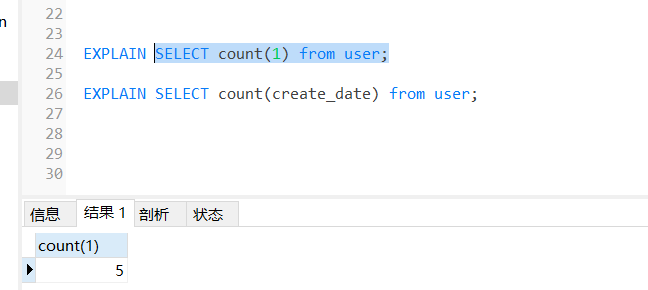 n
22
23
24 EXPLAIN SELECT count(1) from user;
25
26 EXPLAIN SELECT count(create_date) from user;
27
28
29
30
信息 结果 1 剖析 状态
count(1)
5